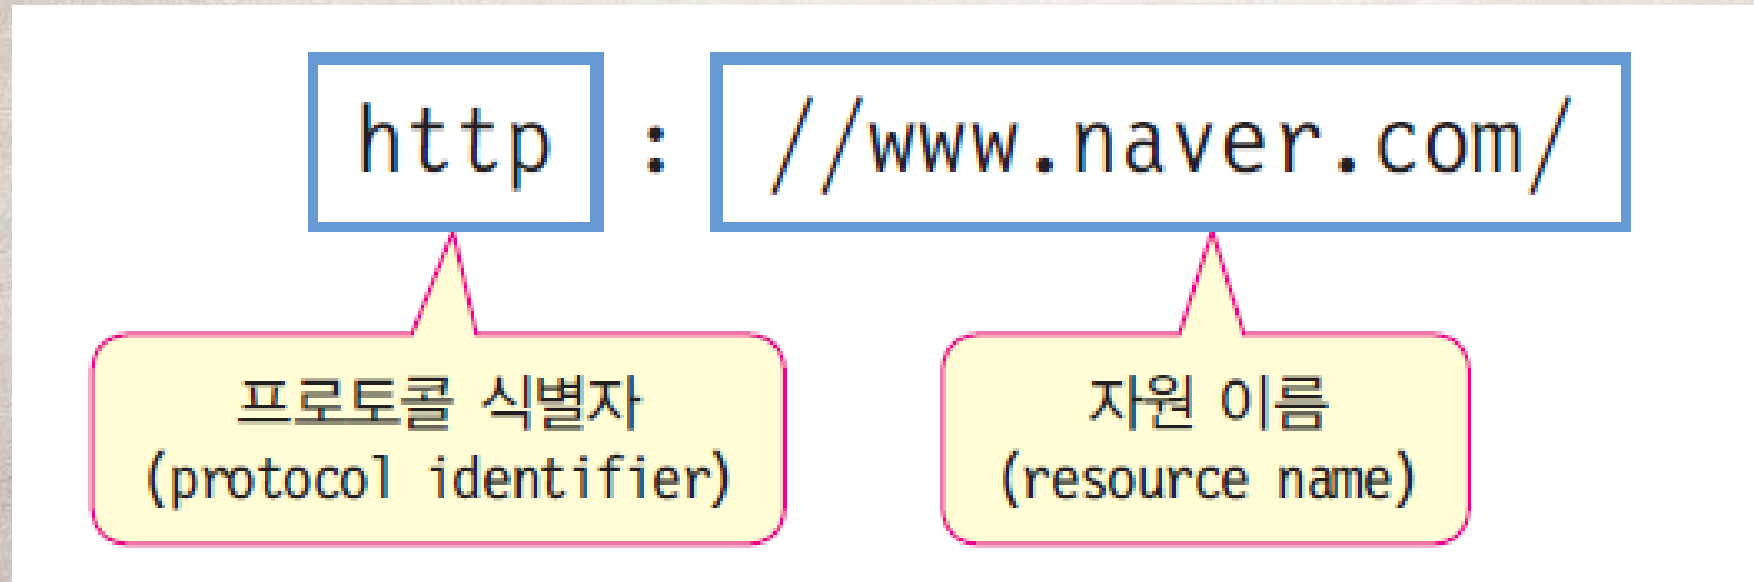 http : //www.naver.com/
프로토콜 식별자
(protocol identifier)
자원 이름
(resource name)